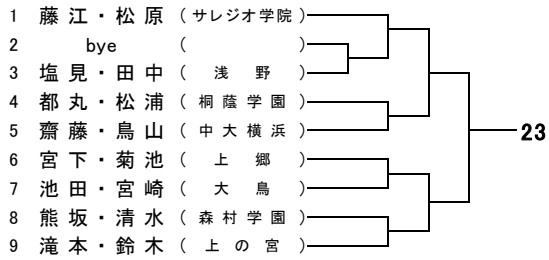 1 藤江・松原 (サレジオ学院)
2 bye ( )
3 塩見・田中 (浅野)
4 都丸・松浦 (桐蔭学園)
5 齋藤・鳥山 (中大横浜)
23
6 宮下・菊池 (上郷)
7 池田・宮崎 (大鳥)
8 熊坂・清水 (森村学園)
9 滝本・鈴木 (上の宮)